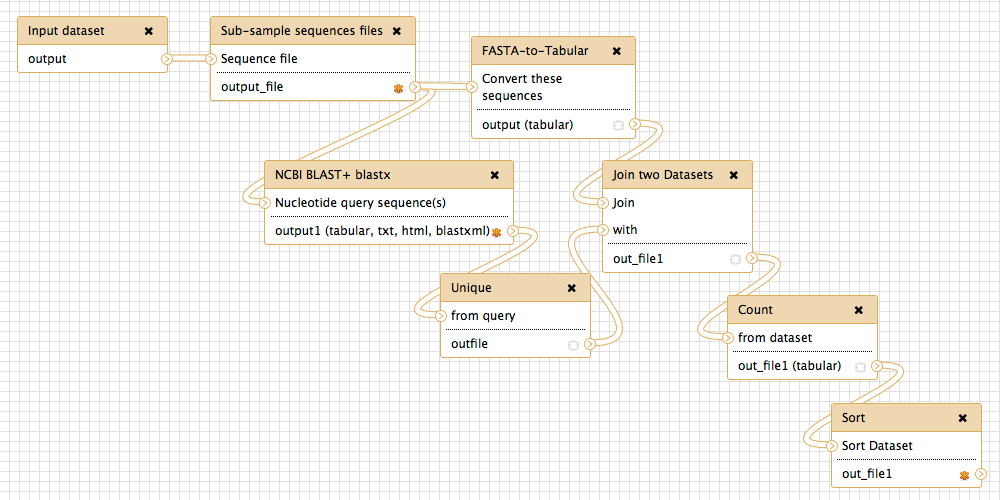 Input dataset
output
Sub-sample sequences files
Sequence file
output_file
FASTA-to-Tabular
Convert these
sequences
output (tabular)
NCBI BLAST+ blastx
Nucleotide query sequence(s)
output1 (tabular, txt, html, blastxml)
Join two Datasets
Join
with
out_file1
Unique
from query
outfile
Count
from dataset
out_file1 (tabular)
Sort
Sort Dataset
out_file1